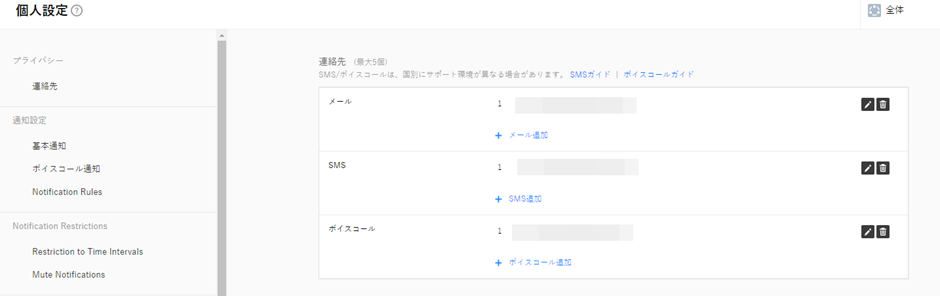 個人設定 ?
全体
プライバシー
連絡先
通知設定
基本通知
ボイスコール通知
Notification Rules
Notification Restrictions
Restriction to Time Intervals
Mute Notifications
連絡先 (最大5個)
SMS/ボイスコールは、国別にサポート環境が異なる場合があります。 SMSガイド | ボイスコールガイド
メール 1
+ メール追加
SMS 1
+ SMS追加
ボイスコール 1
+ ボイスコール追加